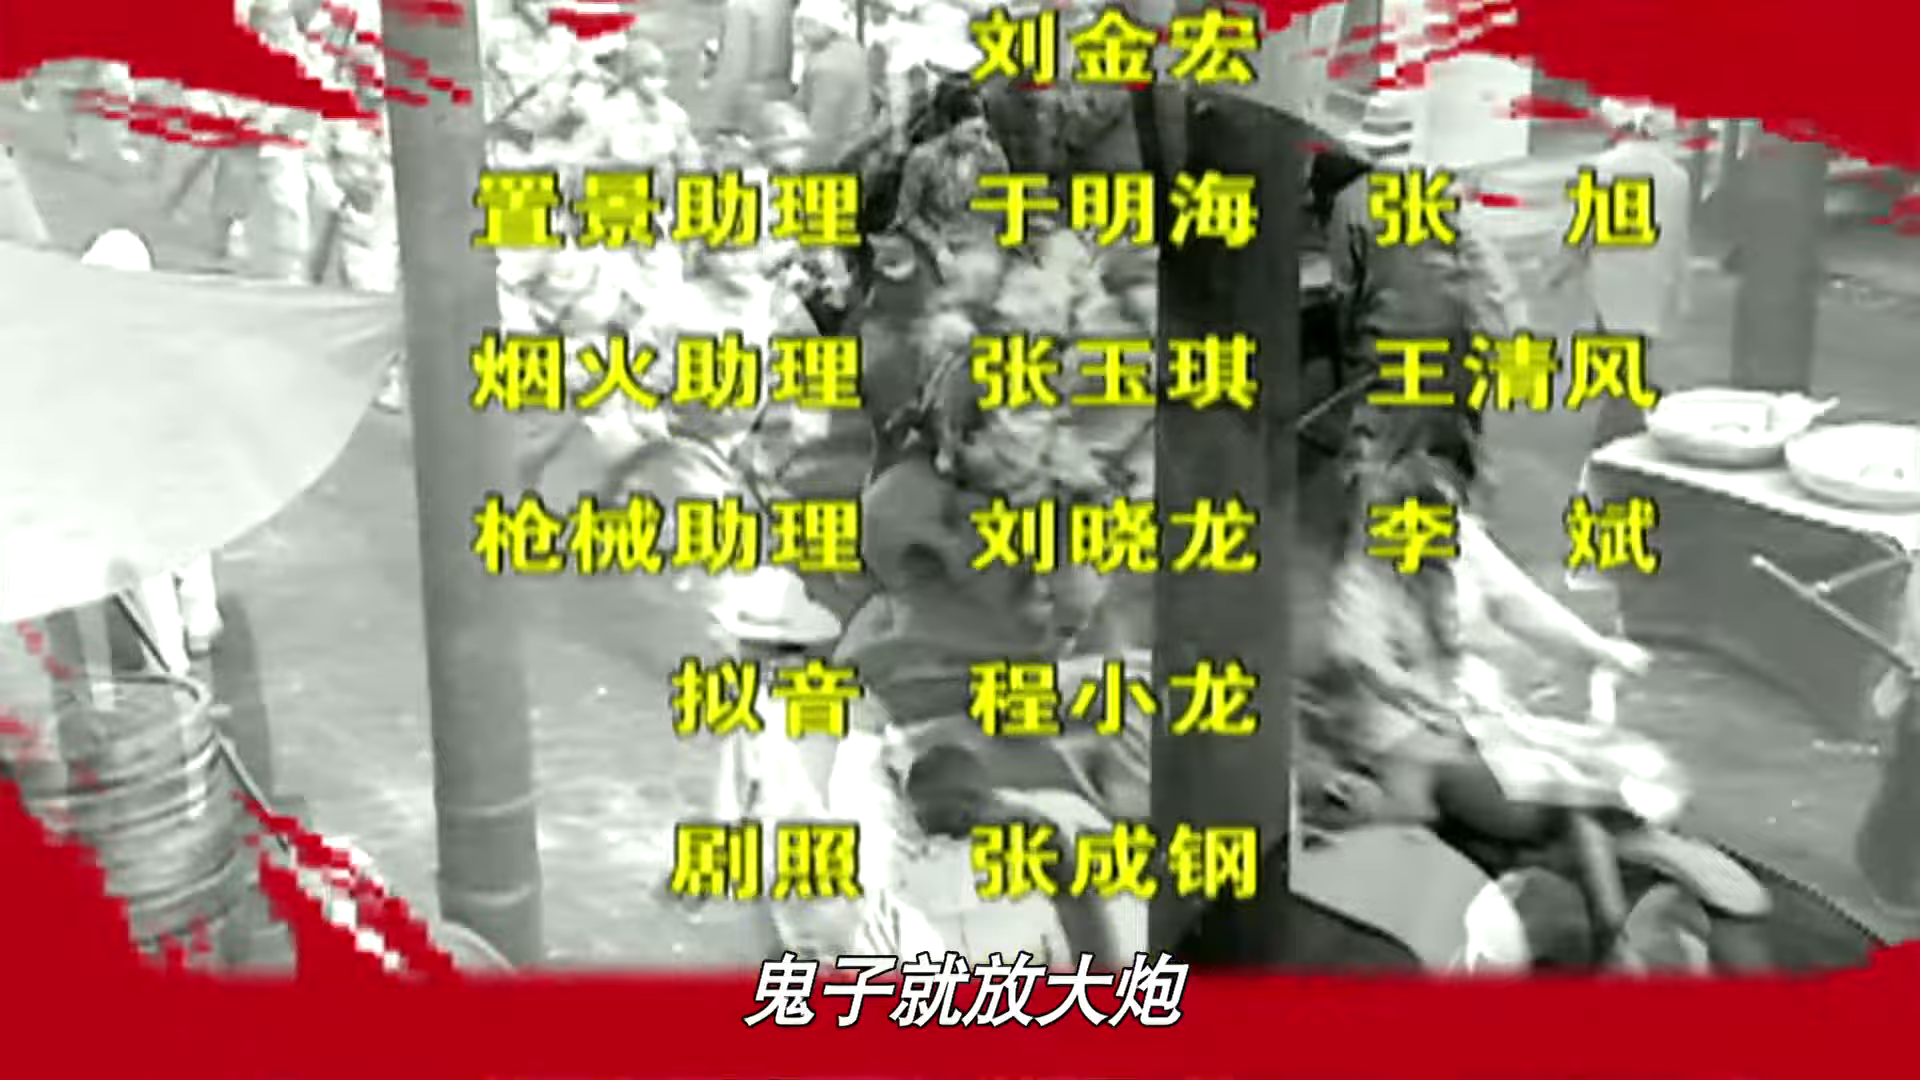 刘金宏
置景助理 于明海 张旭
烟火助理 张玉琪 王清风
枪械助理 刘晓龙 李斌
拟音 程小龙
剧照 张成钢
鬼子就放大炮